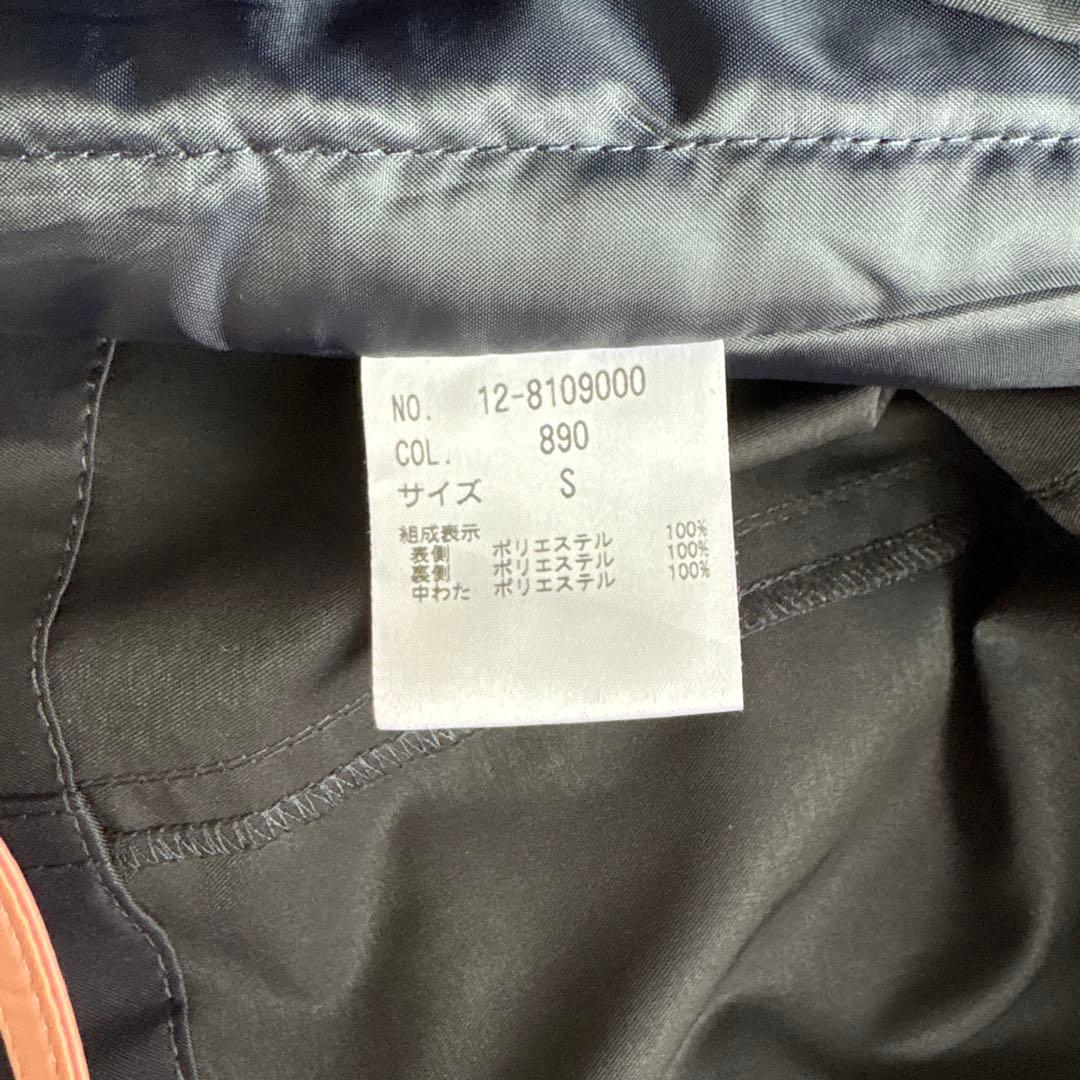 NO. 12-8109000
COL. 890
サイズ S
組成表示
表側 ポリエステル 100%
裏側 ポリエステル 100%
中わた ポリエステル 100%